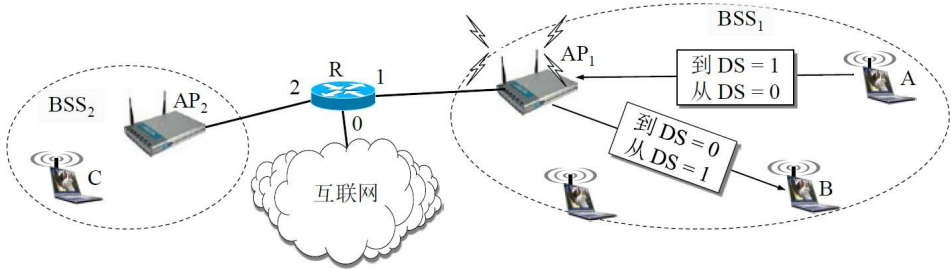 BSS₁
AP₁
A
到 DS = 1
从 DS = 0
R
1
2
0
AP₂
BSS₂
C
到 DS = 0
从 DS = 1
B
互联网